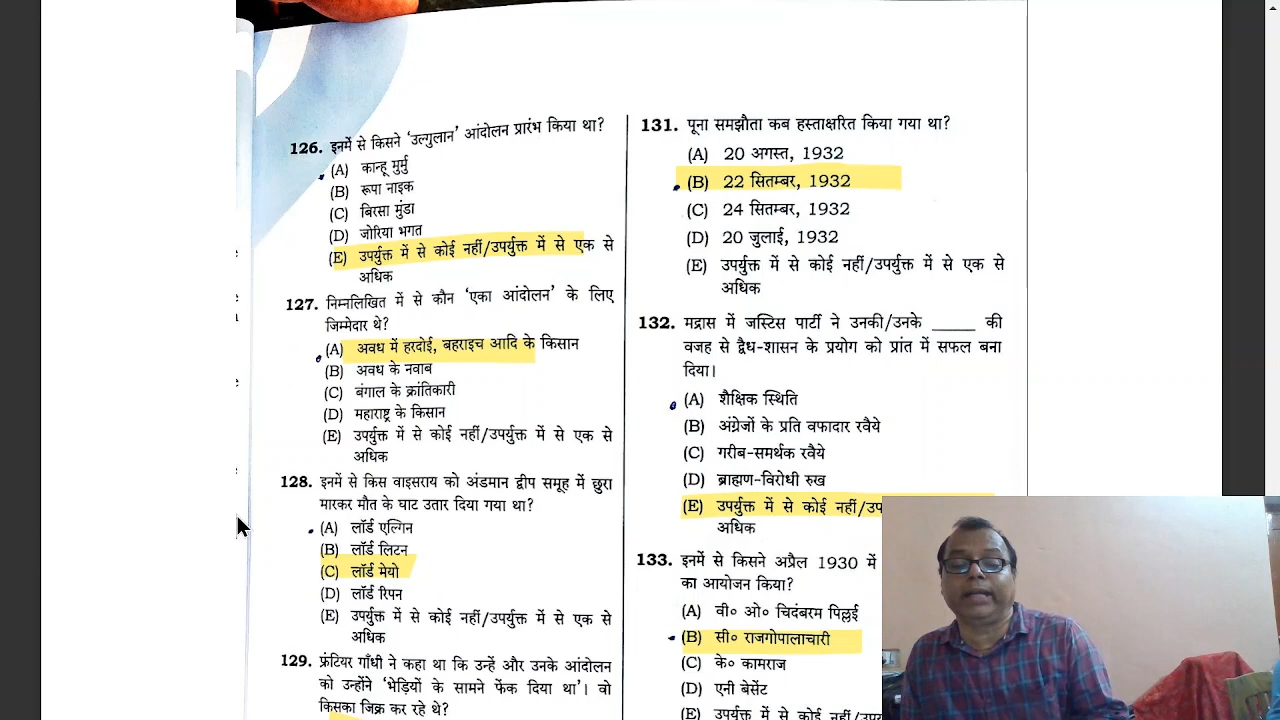 126. इनमें से किसने ‘उल्गुलान’ आंदोलन प्रारंभ किया था?
(A) कान्हू मुर्मु
(B) रूपा नाइक
(C) बिरसा मुंडा
(D) जोरिया भगत
(E) उपर्युक्त में से कोई नहीं/उपर्युक्त में से एक से
अधिक
127. निम्नलिखित में से कौन ‘एका आंदोलन’ के लिए
जिम्मेदार थे?
(A) अवध में हरदोई, बहराइच आदि के किसान
(B) अवध के नवाब
(C) बंगाल के क्रांतिकारी
(D) महाराष्ट्र के किसान
(E) उपर्युक्त में से कोई नहीं/उपर्युक्त में से एक से
अधिक
128. इनमें से किस वाइसराय को अंडमान द्वीप समूह में छुरा
मारकर मौत के घाट उतार दिया गया था?
(A) लॉर्ड एल्गिन
(B) लॉर्ड लिटन
(C) लॉर्ड मेयो
(D) लॉर्ड रिपन
(E) उपर्युक्त में से कोई नहीं/उपर्युक्त में से एक से
अधिक
129. फ्रंटियर गाँधी ने कहा था कि उन्हें और उनके आंदोलन
को उन्होंने ‘भेड़ियों के सामने फेंक दिया था’। वो
किसका जिक्र कर रहे थे?
131. पूना समझौता कब हस्ताक्षरित किया गया था?
(A) 20 अगस्त, 1932
(B) 22 सितम्बर, 1932
(C) 24 सितम्बर, 1932
(D) 20 जुलाई, 1932
(E) उपर्युक्त में से कोई नहीं/उपर्युक्त में से एक से
अधिक
132. मद्रास में जस्टिस पार्टी ने उनकी/उनके _____ की
वजह से द्वैध-शासन के प्रयोग को प्रांत में सफल बना
दिया।
(A) शैक्षिक स्थिति
(B) अंग्रेजों के प्रति वफादार रवैये
(C) गरीब-समर्थक रवैये
(D) ब्राह्मण-विरोधी रुख
(E) उपर्युक्त में से कोई नहीं/उप
अधिक
133. इनमें से किसने अप्रैल 1930 में
का आयोजन किया?
(A) वी० ओ० चिदंबरम पिल्लई
(B) सी० राजगोपालाचारी
(C) के० कामराज
(D) एनी बेसेंट
(E) उपर्युक्त में से कोई नहीं/उप